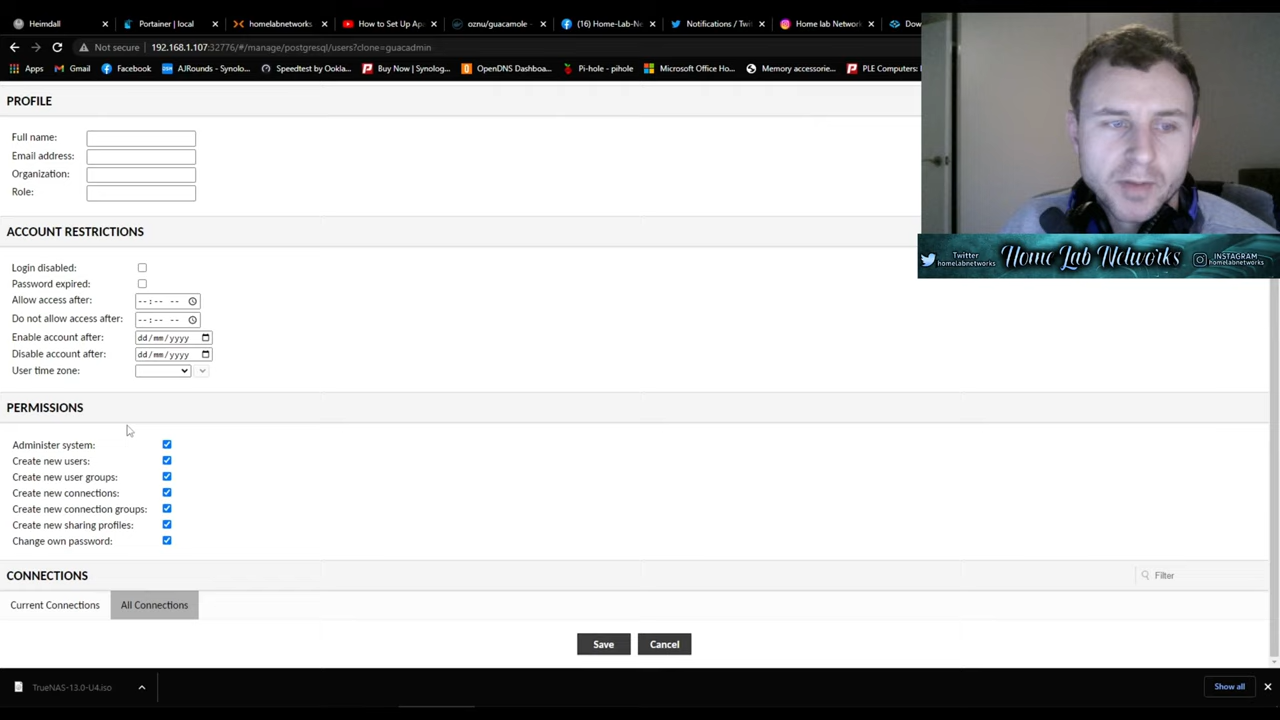 Heimdall
Portainer | local
homelabnetworks
How to Set Up Apa
oznu/guacamole
(16) Home-Lab-Ne
Notifications / Twi
Home lab Network
Dow
Not secure
192.168.1.107:32776/#/manage/postgresql/users?clone=guacadmin
Apps
Gmail
Facebook
AJRounds - Synolo...
Speedtest by Ookla...
Buy Now | Synolog...
OpenDNS Dashboa...
Pi-hole - pihole
Microsoft Office Ho...
Memory accessorie...
PLE Computers:
PROFILE
Full name:
Email address:
Organization:
Role:
Twitter
homelabnetworks
Home Lab Networks
INSTAGRAM
homelabnetworks
ACCOUNT RESTRICTIONS
Login disabled:
Password expired:
Allow access after: --:-- --
Do not allow access after: --:-- --
Enable account after: dd/mm/yyyy
Disable account after: dd/mm/yyyy
User time zone:
PERMISSIONS
Administer system:
Create new users:
Create new user groups:
Create new connections:
Create new connection groups:
Create new sharing profiles:
Change own password:
CONNECTIONS
Filter
Current Connections
All Connections
Save
Cancel
TrueNAS-13.0-U4.iso
Show all